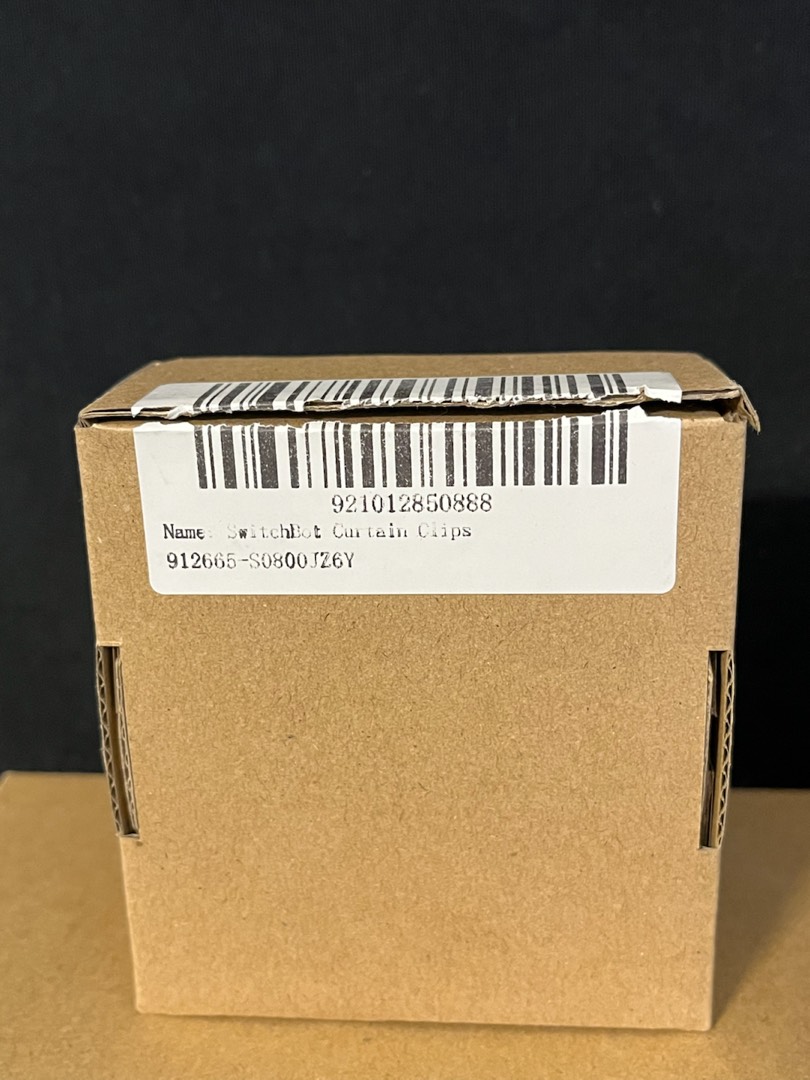 921012850888
Name: SwitchBot Curtain Clips
912665-S0800JZ6Y